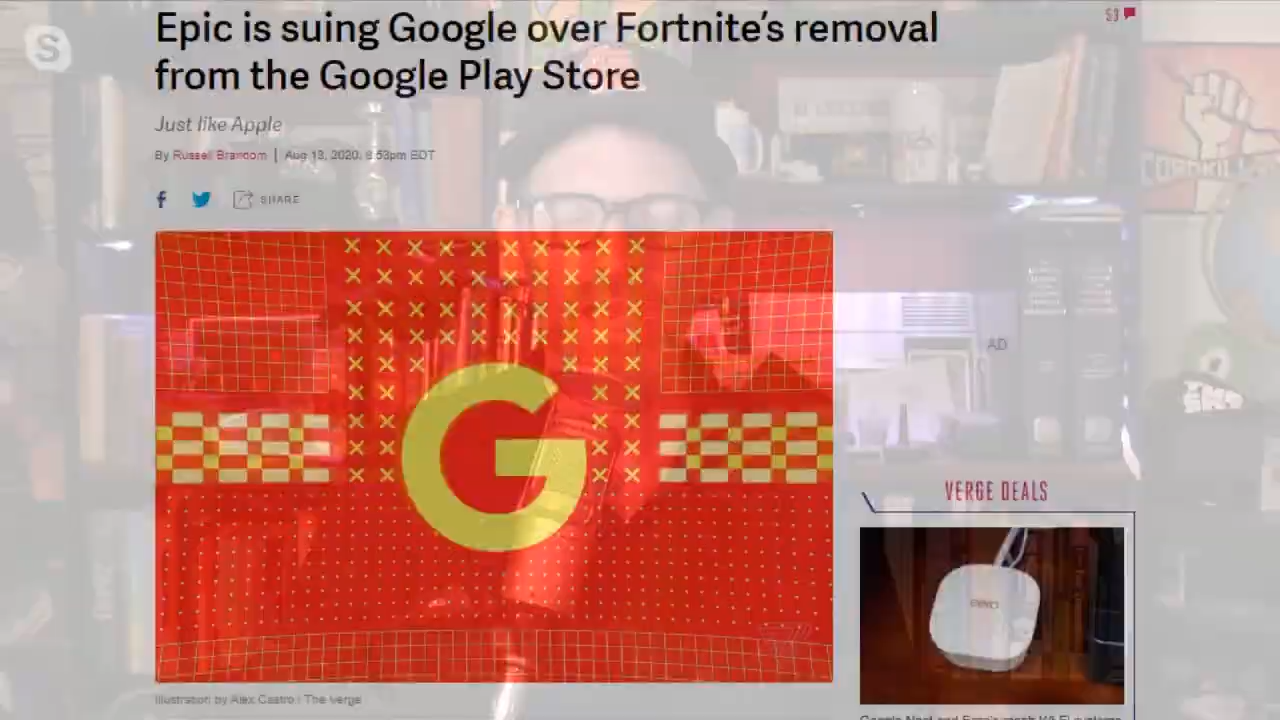 Epic is suing Google over Fortnite's removal
from the Google Play Store
Just like Apple
By Russell Brandom | Aug 13, 2020, 8:53pm EDT
SHARE
AD
VERGE DEALS
Illustration by Alex Castro / The Verge